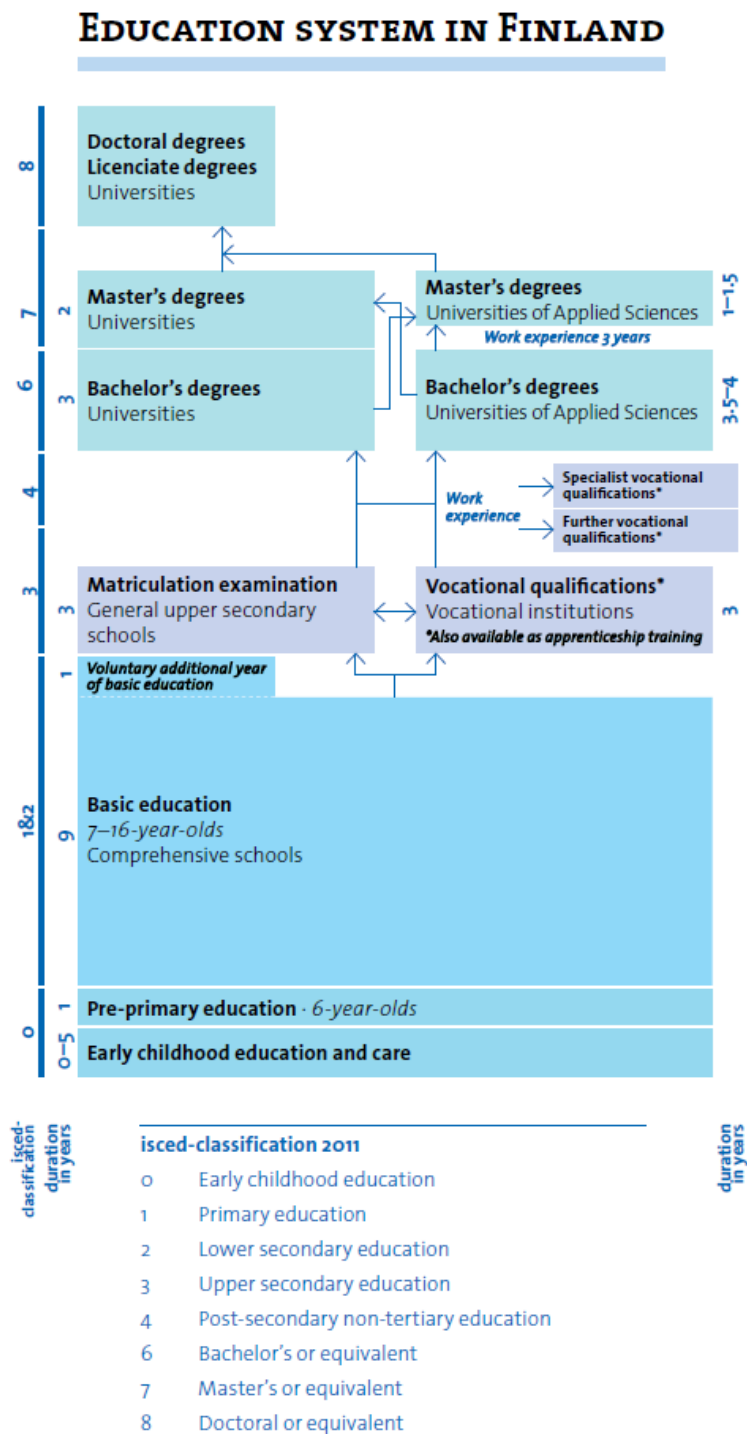 Education system in Finland
8
Doctoral degrees
Licenciate degrees
Universities
7
2
Master's degrees
Universities
Master's degrees
Universities of Applied Sciences
1–1.5
Work experience 3 years
6
3
Bachelor's degrees
Universities
Bachelor's degrees
Universities of Applied Sciences
3.5–4
4
Work
experience
Specialist vocational
qualifications*
Further vocational
qualifications*
3
3
Matriculation examination
General upper secondary
schools
Vocational qualifications*
Vocational institutions
*Also available as apprenticeship training
3
1
Voluntary additional year
of basic education
1&2
9
Basic education
7–16-year-olds
Comprehensive schools
0
1
Pre-primary education · 6-year-olds
0–5
Early childhood education and care
isced-
classification
duration
in years
duration
in years
isced-classification 2011
0 Early childhood education
1 Primary education
2 Lower secondary education
3 Upper secondary education
4 Post-secondary non-tertiary education
6 Bachelor's or equivalent
7 Master's or equivalent
8 Doctoral or equivalent